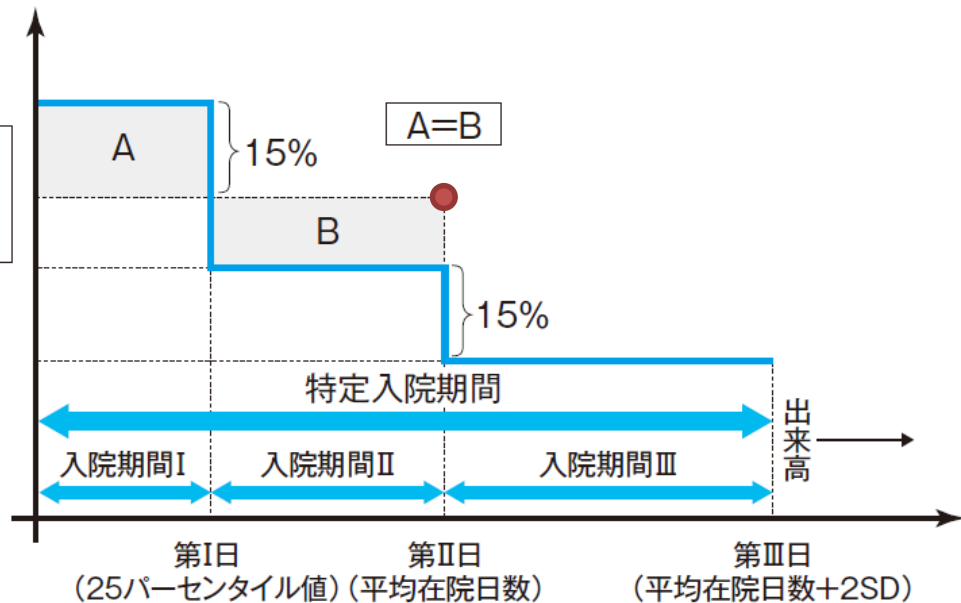 A
15%
A=B
B
15%
特定入院期間
入院期間Ⅰ
入院期間Ⅱ
入院期間Ⅲ
出来高
第Ⅰ日
(25パーセンタイル値)
第Ⅱ日
(平均在院日数)
第Ⅲ日
(平均在院日数+2SD)